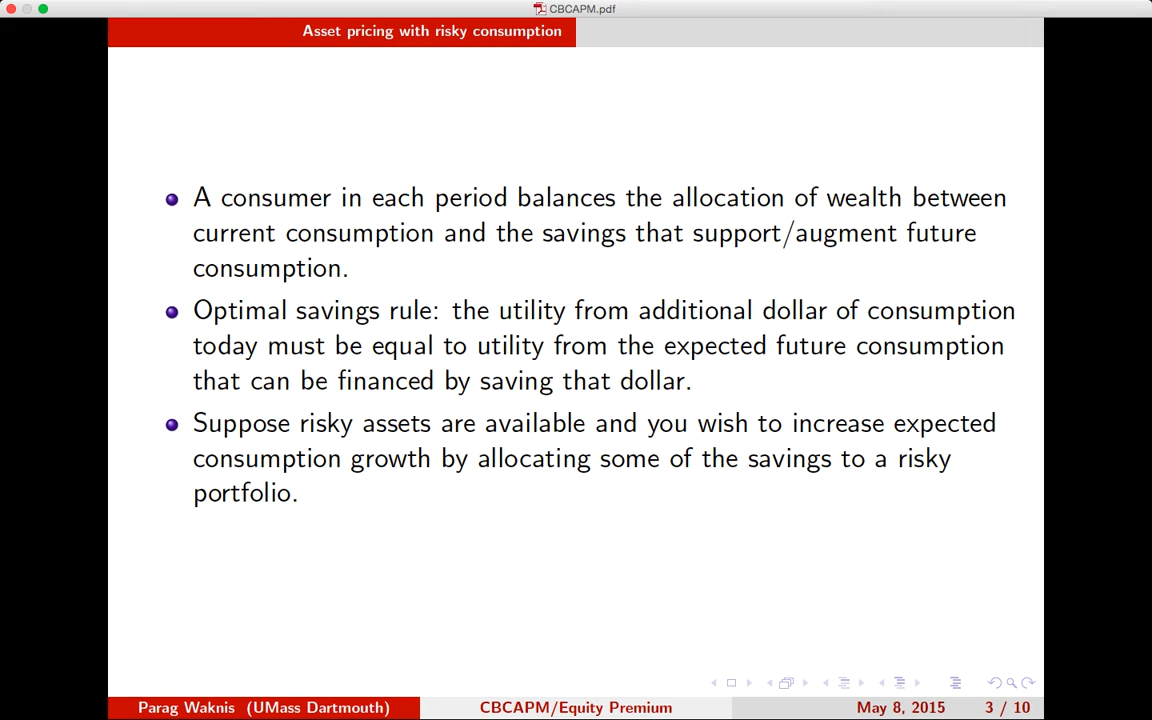 CBCAPM.pdf
Asset pricing with risky consumption
A consumer in each period balances the allocation of wealth between
current consumption and the savings that support/augment future
consumption.
Optimal savings rule: the utility from additional dollar of consumption
today must be equal to utility from the expected future consumption
that can be financed by saving that dollar.
Suppose risky assets are available and you wish to increase expected
consumption growth by allocating some of the savings to a risky
portfolio.
Parag Waknis (UMass Dartmouth) CBCAPM/Equity Premium May 8, 2015 3 / 10